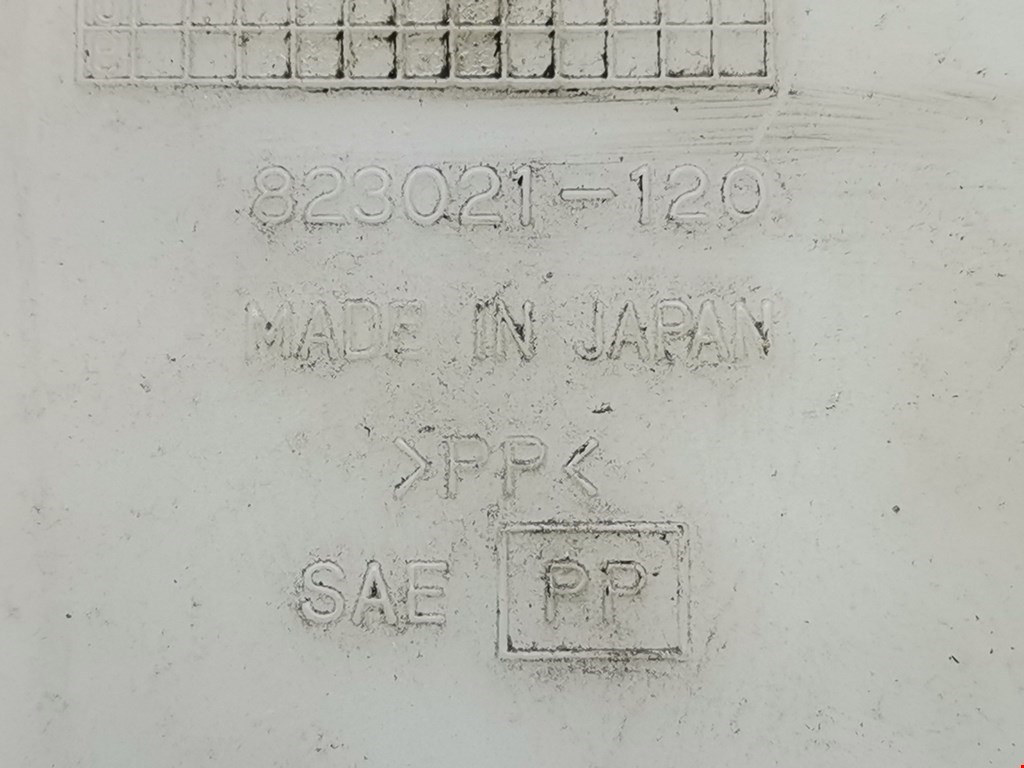 823021-120
MADE IN JAPAN
>PP<
SAE PP